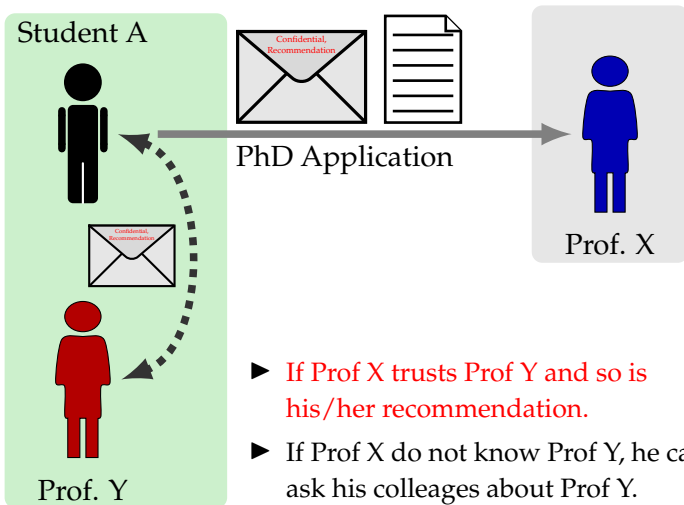 Student A
Confidential,
Recommendation
PhD Application
Prof. X
Confidential,
Recommendation
Prof. Y
► If Prof X trusts Prof Y and so is
his/her recommendation.
► If Prof X do not know Prof Y, he ca
ask his colleages about Prof Y.